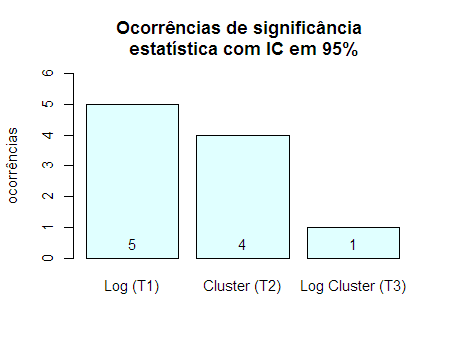 Ocorrências de significância
estatística com IC em 95%
ocorrências
6
5
4
3
2
1
0
5
4
1
Log (T1)
Cluster (T2)
Log Cluster (T3)